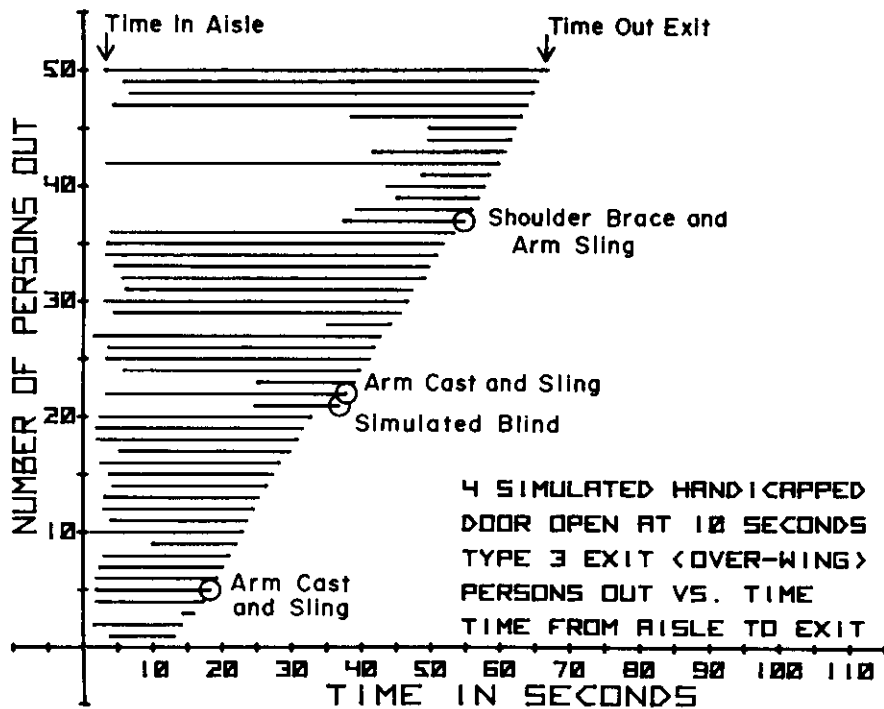 Time In Aisle
Time Out Exit
50
40
30
20
10
NUMBER OF PERSONS OUT
Shoulder Brace and
Arm Sling
Arm Cast and Sling
Simulated Blind
Arm Cast
and Sling
4 SIMULATED HANDICAPPED
DOOR OPEN AT 10 SECONDS
TYPE 3 EXIT <OVER-WING>
PERSONS OUT VS. TIME
TIME FROM AISLE TO EXIT
10 20 30 40 50 60 70 80 90 100 110
TIME IN SECONDS